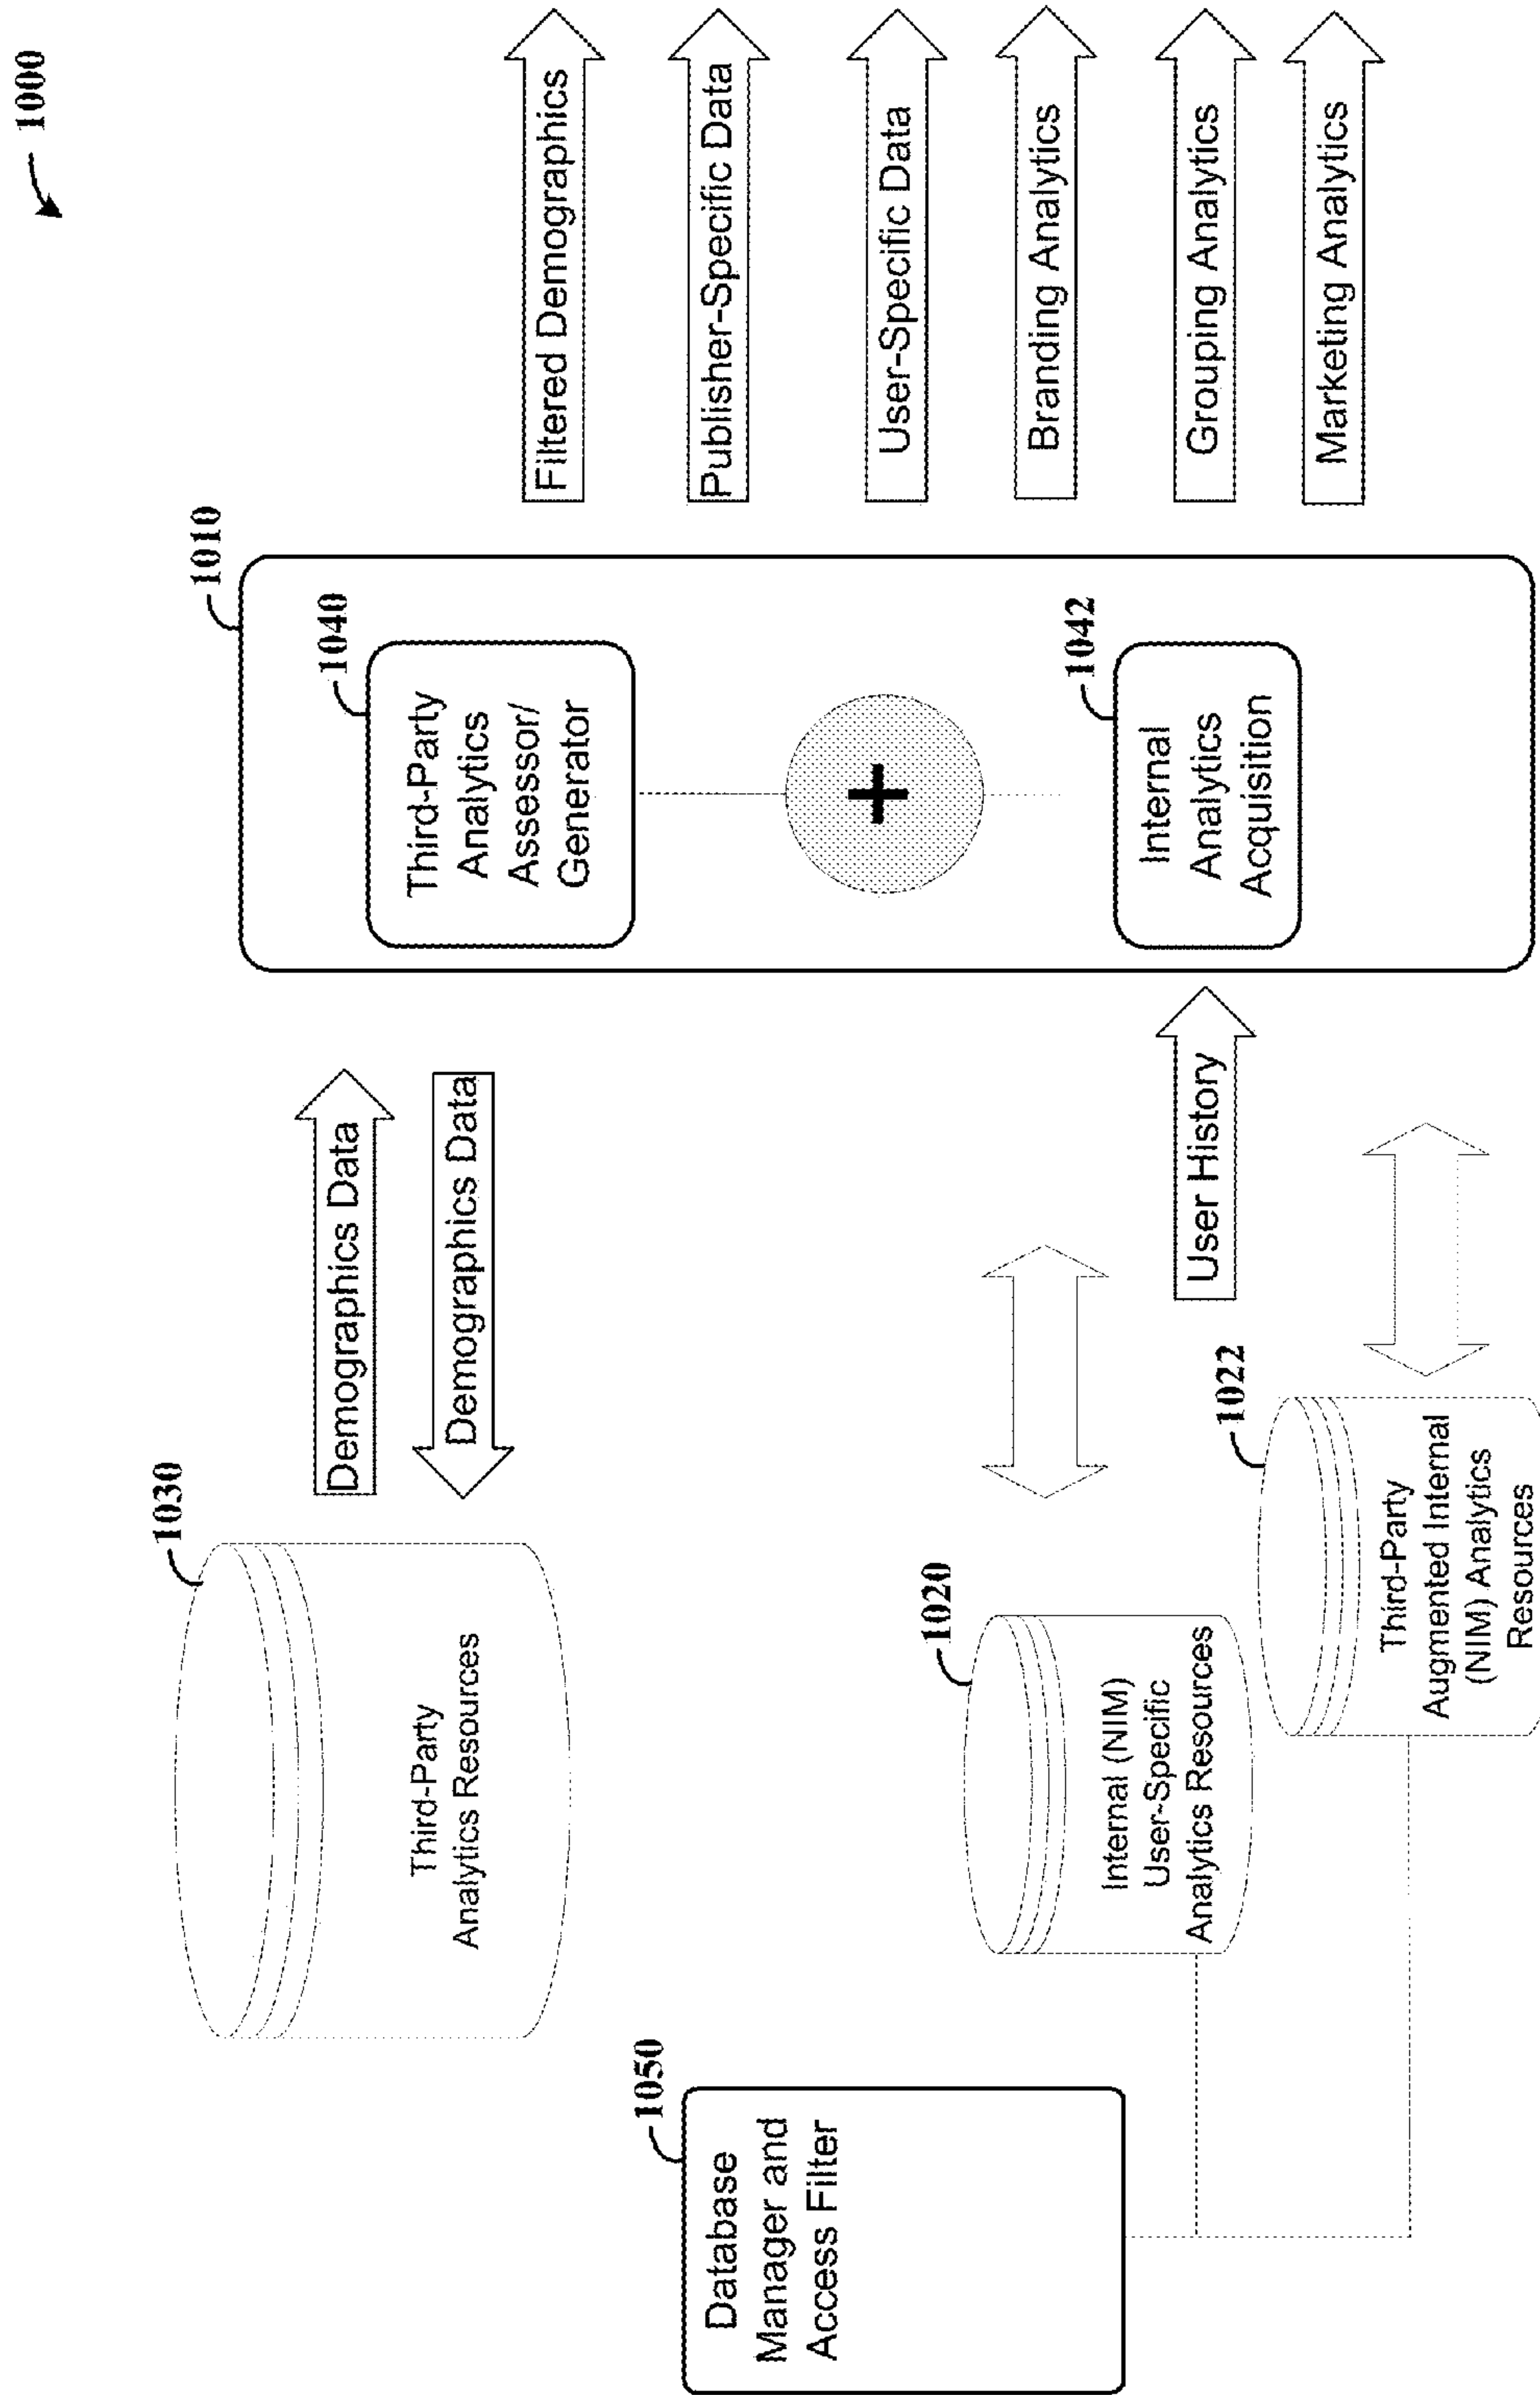 1000
1030
Third-Party
Analytics Resources
Demographics Data
Demographics Data
1010
1040
Third-Party
Analytics
Assessor/
Generator
+
1042
Internal
Analytics
Acquisition
Filtered Demographics
Publisher-Specific Data
User-Specific Data
Branding Analytics
Grouping Analytics
Marketing Analytics
1050
Database
Manager and
Access Filter
1020
Internal (NIM)
User-Specific
Analytics Resources
User History
1022
Third-Party
Augmented Internal
(NIM) Analytics
Resources